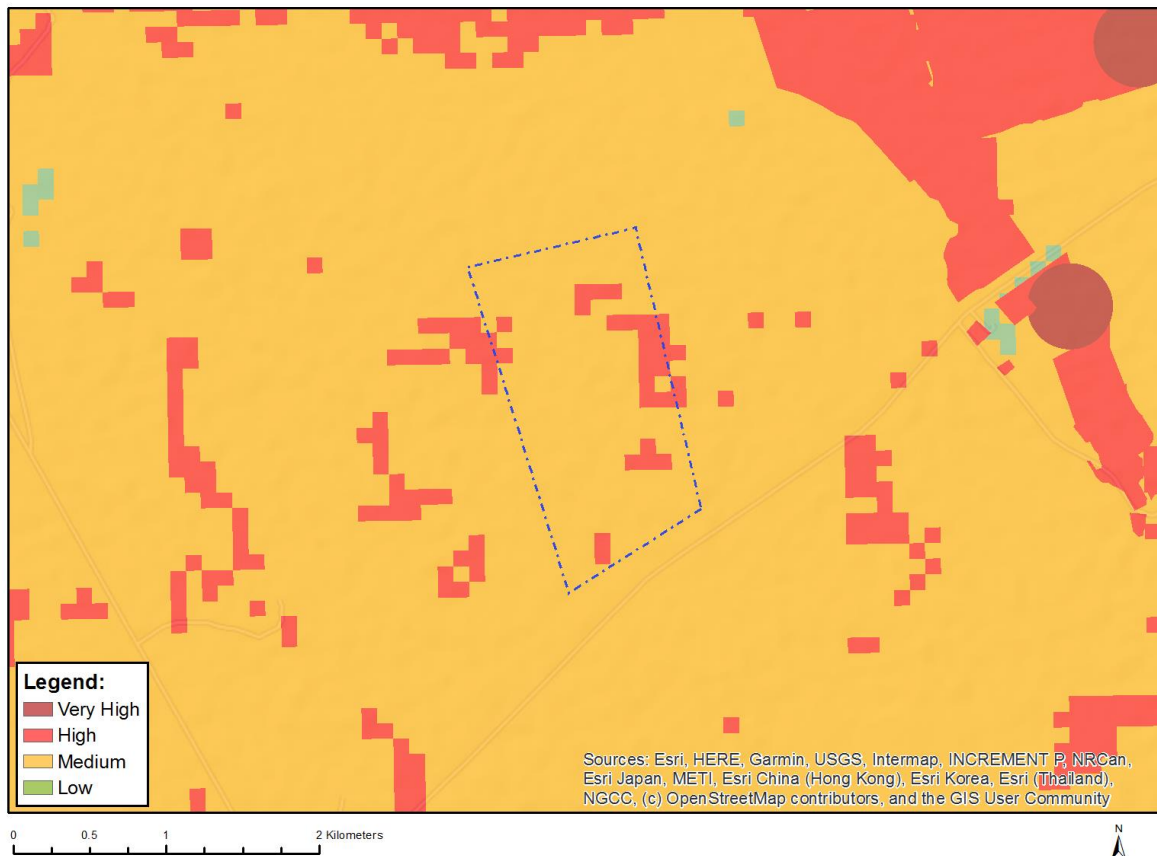 Legend:
Very High
High
Medium
Low
Sources: Esri, HERE, Garmin, USGS, Intermap, INCREMENT P, NRCan,
Esri Japan, METI, Esri China (Hong Kong), Esri Korea, Esri (Thailand),
NGCC, (c) OpenStreetMap contributors, and the GIS User Community
0 0.5 1 2 Kilometers
N